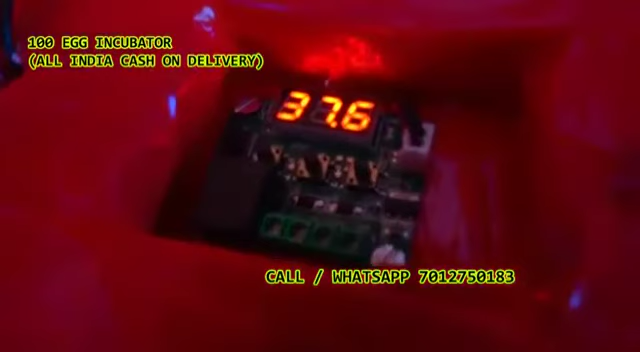 100 EGG INCUBATOR
(ALL INDIA CASH ON DELIVERY)
37.6
CALL / WHATSAPP 7012750183